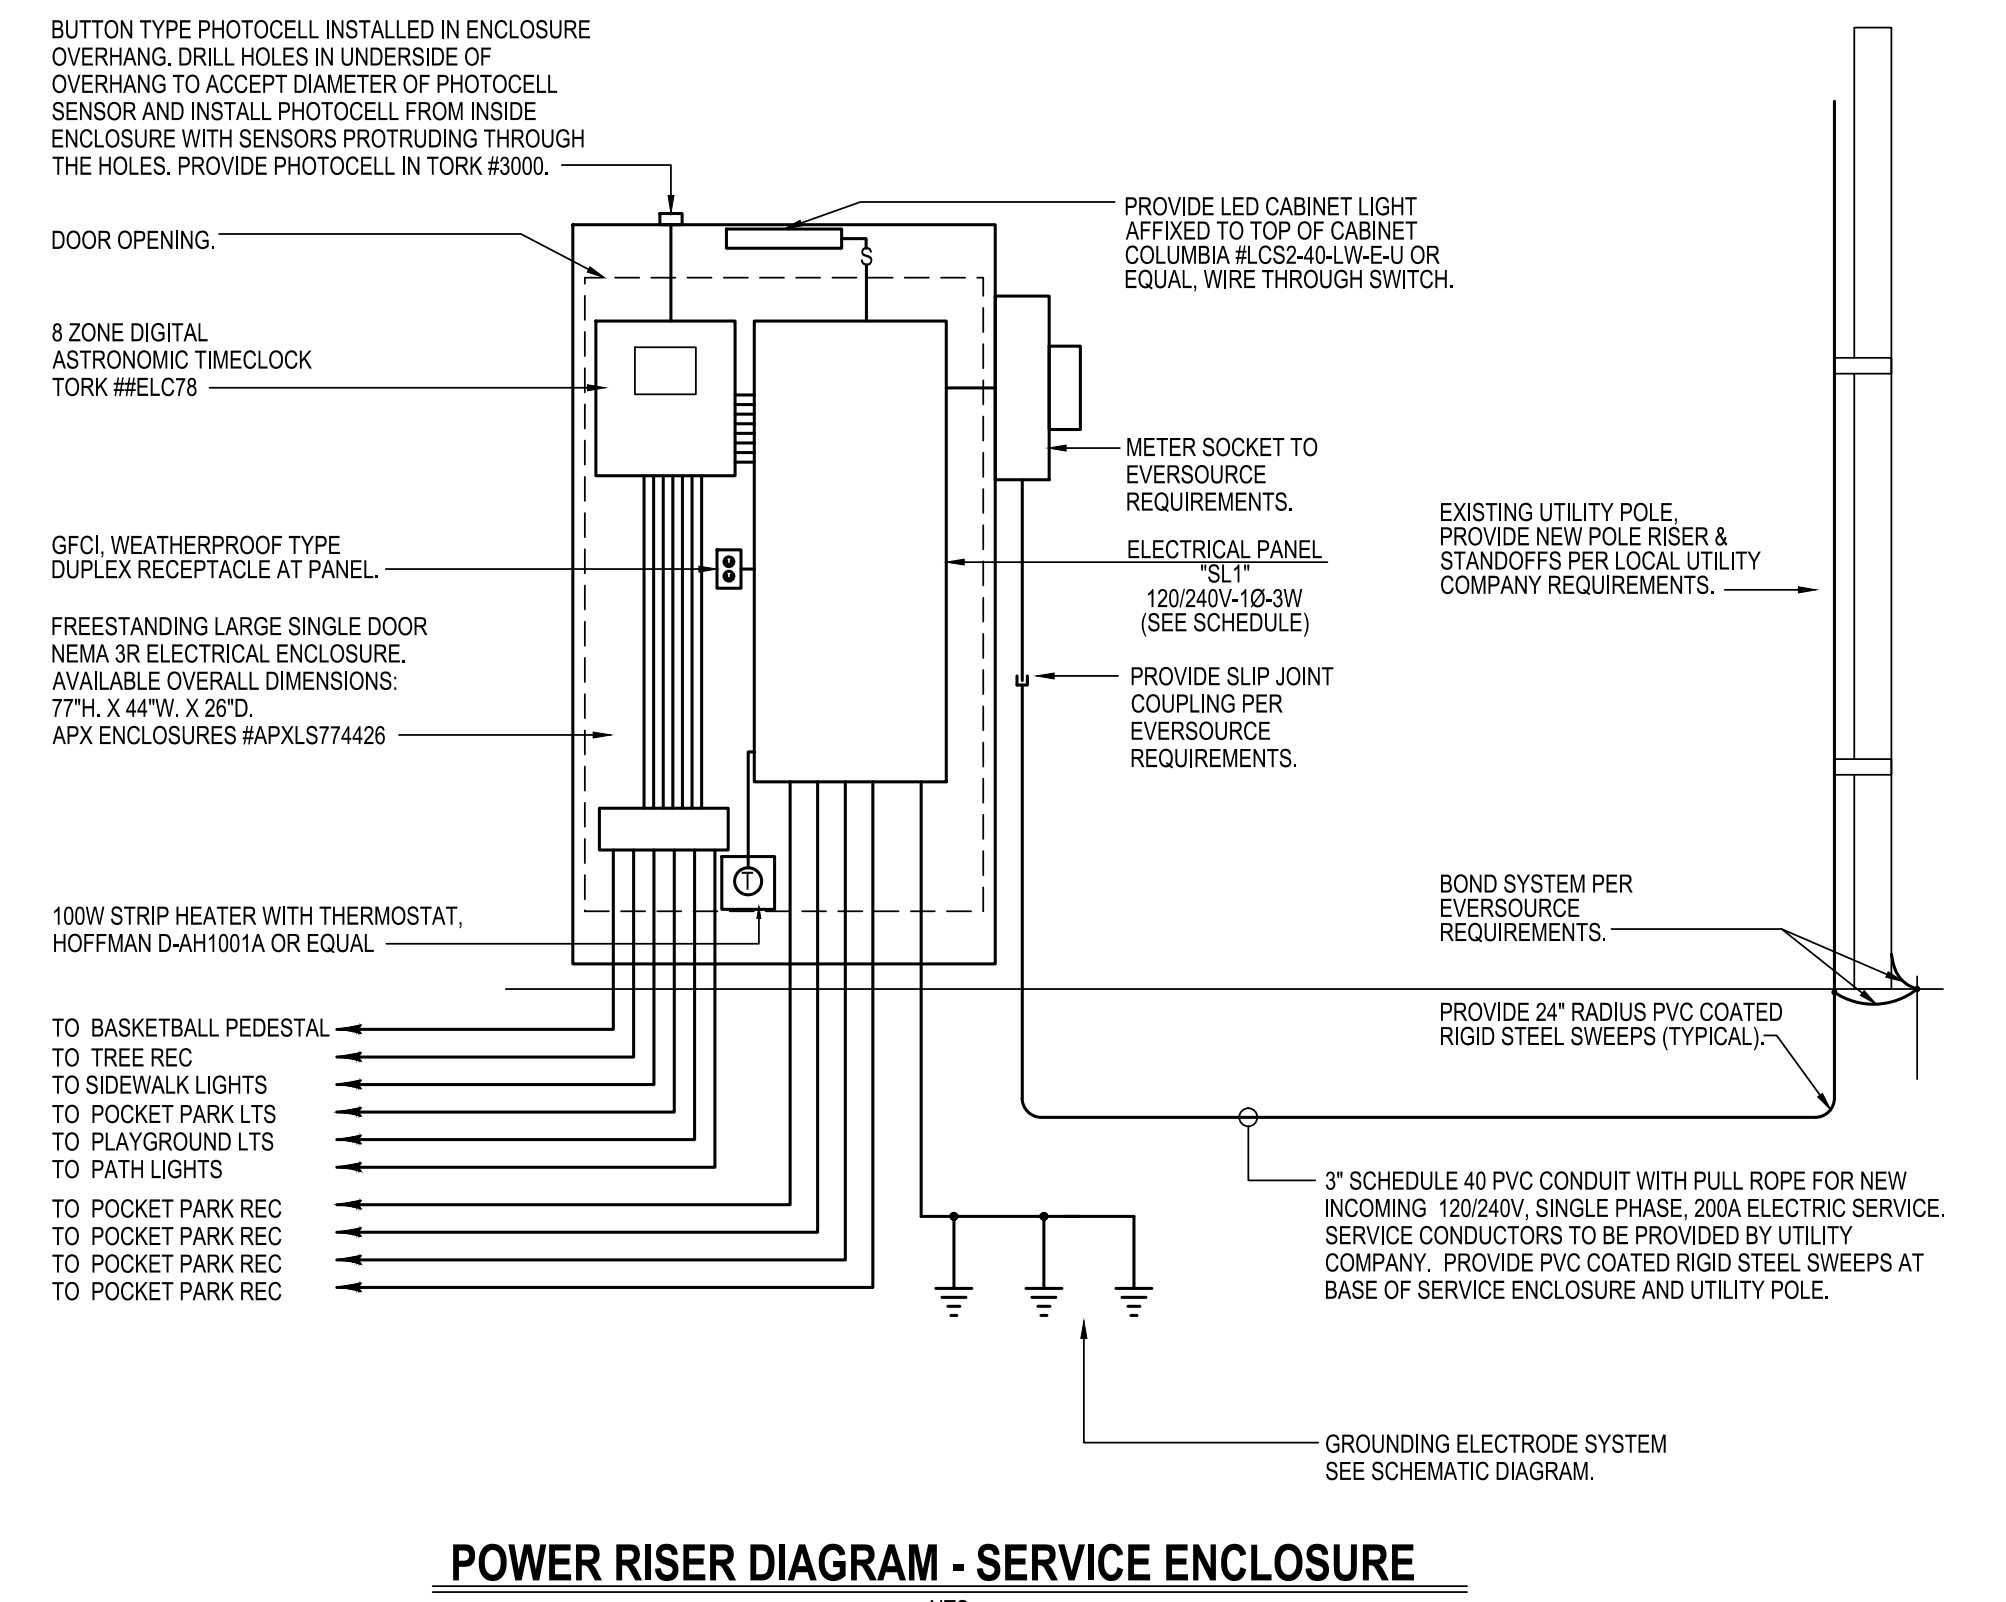 BUTTON TYPE PHOTOCELL INSTALLED IN ENCLOSURE
OVERHANG. DRILL HOLES IN UNDERSIDE OF
OVERHANG TO ACCEPT DIAMETER OF PHOTOCELL
SENSOR AND INSTALL PHOTOCELL FROM INSIDE
ENCLOSURE WITH SENSORS PROTRUDING THROUGH
THE HOLES. PROVIDE PHOTOCELL IN TORK #3000.
DOOR OPENING.
8 ZONE DIGITAL
ASTRONOMIC TIMECLOCK
TORK ##ELC78
GFCI, WEATHERPROOF TYPE
DUPLEX RECEPTACLE AT PANEL.
FREESTANDING LARGE SINGLE DOOR
NEMA 3R ELECTRICAL ENCLOSURE.
AVAILABLE OVERALL DIMENSIONS:
77"H. X 44"W. X 26"D.
APX ENCLOSURES #APXLS774426
100W STRIP HEATER WITH THERMOSTAT,
HOFFMAN D-AH1001A OR EQUAL
S
T
PROVIDE LED CABINET LIGHT
AFFIXED TO TOP OF CABINET
COLUMBIA #LCS2-40-LW-E-U OR
EQUAL, WIRE THROUGH SWITCH.
METER SOCKET TO
EVERSOURCE
REQUIREMENTS.
ELECTRICAL PANEL
"SL1"
120/240V-1Ø-3W
(SEE SCHEDULE)
PROVIDE SLIP JOINT
COUPLING PER
EVERSOURCE
REQUIREMENTS.
EXISTING UTILITY POLE,
PROVIDE NEW POLE RISER &
STANDOFFS PER LOCAL UTILITY
COMPANY REQUIREMENTS.
BOND SYSTEM PER
EVERSOURCE
REQUIREMENTS.
PROVIDE 24" RADIUS PVC COATED
RIGID STEEL SWEEPS (TYPICAL).
TO BASKETBALL PEDESTAL
TO TREE REC
TO SIDEWALK LIGHTS
TO POCKET PARK LTS
TO PLAYGROUND LTS
TO PATH LIGHTS
TO POCKET PARK REC
TO POCKET PARK REC
TO POCKET PARK REC
TO POCKET PARK REC
3" SCHEDULE 40 PVC CONDUIT WITH PULL ROPE FOR NEW
INCOMING 120/240V, SINGLE PHASE, 200A ELECTRIC SERVICE.
SERVICE CONDUCTORS TO BE PROVIDED BY UTILITY
COMPANY. PROVIDE PVC COATED RIGID STEEL SWEEPS AT
BASE OF SERVICE ENCLOSURE AND UTILITY POLE.
GROUNDING ELECTRODE SYSTEM
SEE SCHEMATIC DIAGRAM.
POWER RISER DIAGRAM - SERVICE ENCLOSURE